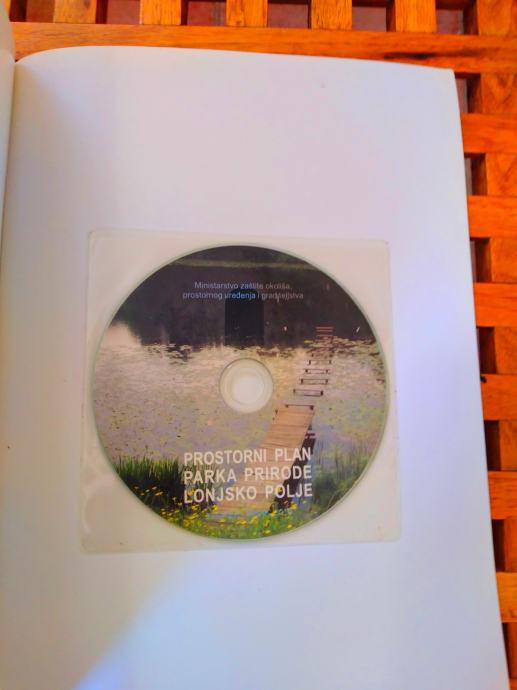 Ministarstvo zaštite okoliša,
prostornog uređenja i graditeljstva
PROSTORNI PLAN
PARKA PRIRODE
LONJSKO POLJE